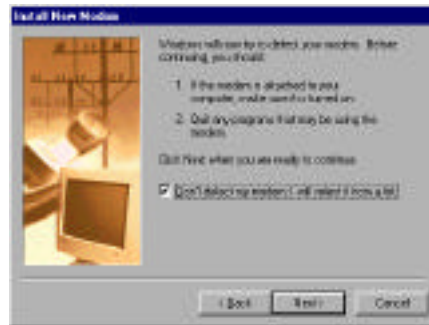 Install New Modem
Windows will now try to detect your modem. Before
continuing, you should:
1. If the modem is attached to your
computer, make sure it is turned on.
2. Quit any programs that may be using the
modem.
Click Next when you are ready to continue.
Don't detect my modem; I will select it from a list.
< Back
Next >
Cancel